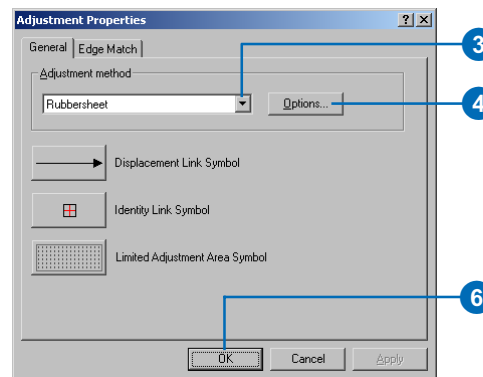 Adjustment Properties
General
Edge Match
Adjustment method
Rubbersheet
Options...
Displacement Link Symbol
Identity Link Symbol
Limited Adjustment Area Symbol
OK
Cancel
Apply
3
4
6